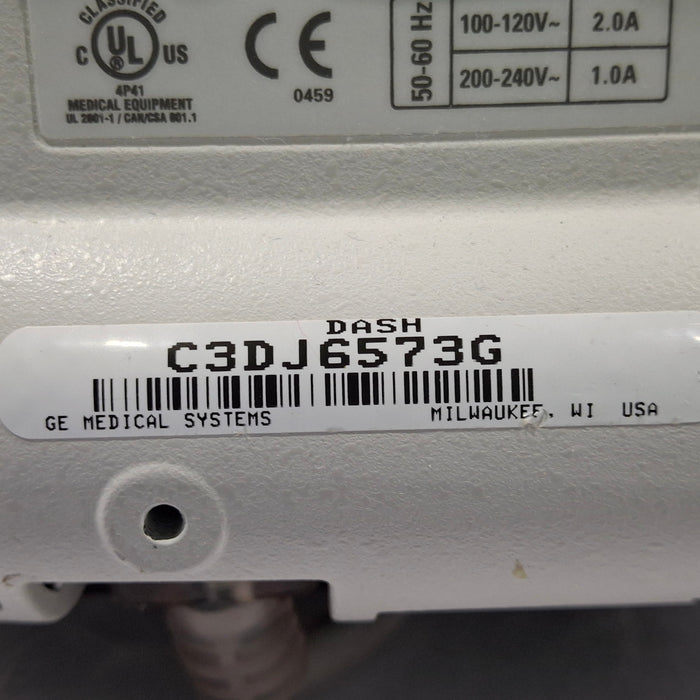 CLASSIFIED
C UL® US
4P41
MEDICAL EQUIPMENT
UL 2601-1 / CAN/CSA 601.1
CE
0459
50-60 Hz
100-120V~ 2.0A
200-240V~ 1.0A
DASH
C3DJ6573G
GE MEDICAL SYSTEMS MILWAUKEE, WI USA